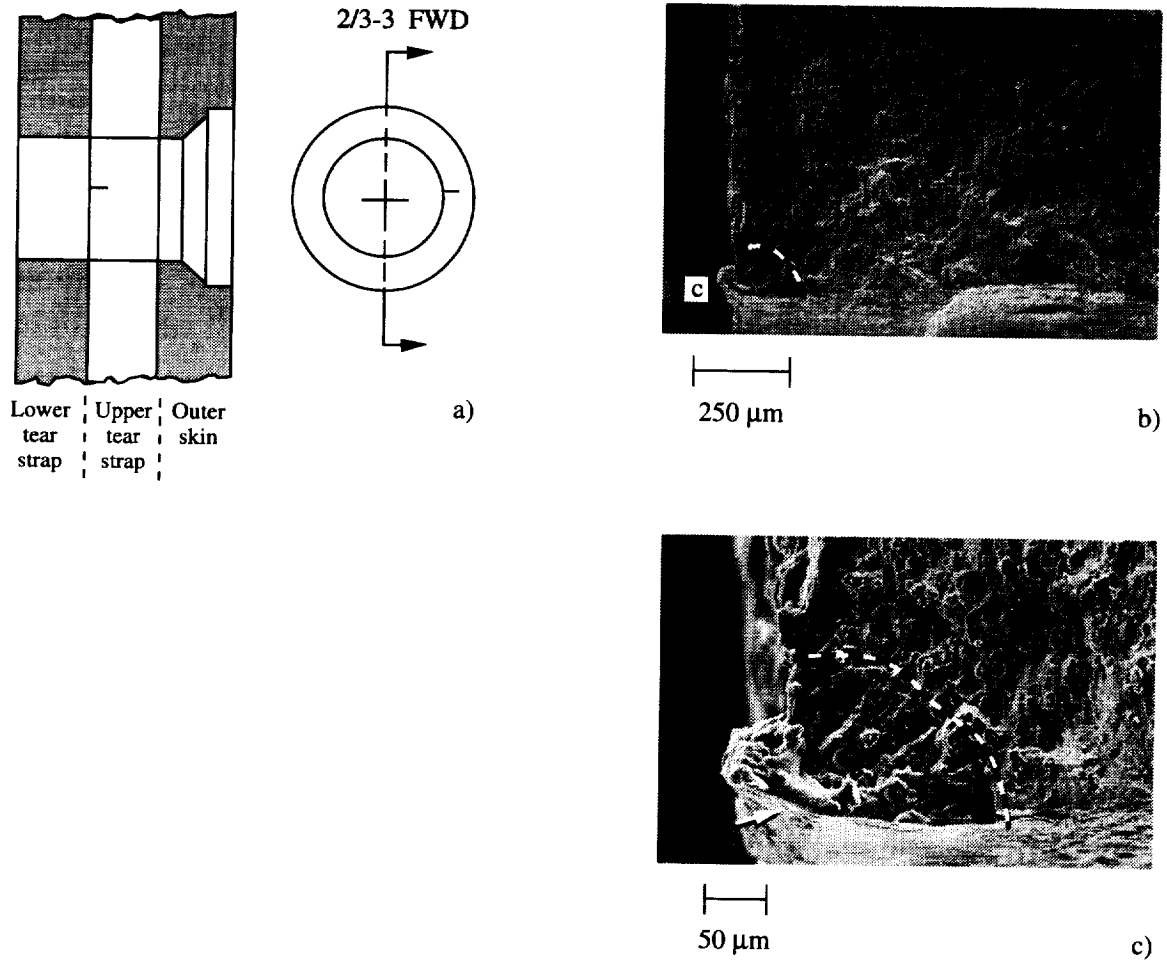 2/3-3 FWD
Lower tear strap
Upper tear strap
Outer skin
a)
c
250 µm
b)
50 µm
c)